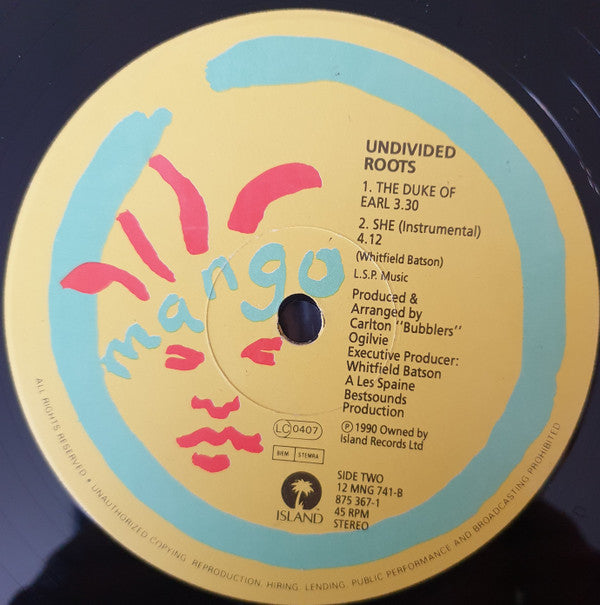 UNDIVIDED
ROOTS
1. THE DUKE OF
EARL 3.30
2. SHE (Instrumental)
4.12
(Whitfield Batson)
L.S.P. Music
mango
Produced &
Arranged by
Carlton "Bubblers"
Ogilvie
Executive Producer:
Whitfield Batson
A Les Spaine
Bestsounds
Production
LC 0407
℗ 1990 Owned by
Island Records Ltd
BIEM STEMRA
SIDE TWO
12 MNG 741-B
875 367-1
45 RPM
STEREO
ISLAND™
ALL RIGHTS RESERVED • UNAUTHORIZED COPYING, REPRODUCTION, HIRING, LENDING, PUBLIC PERFORMANCE AND BROADCASTING PROHIBITED